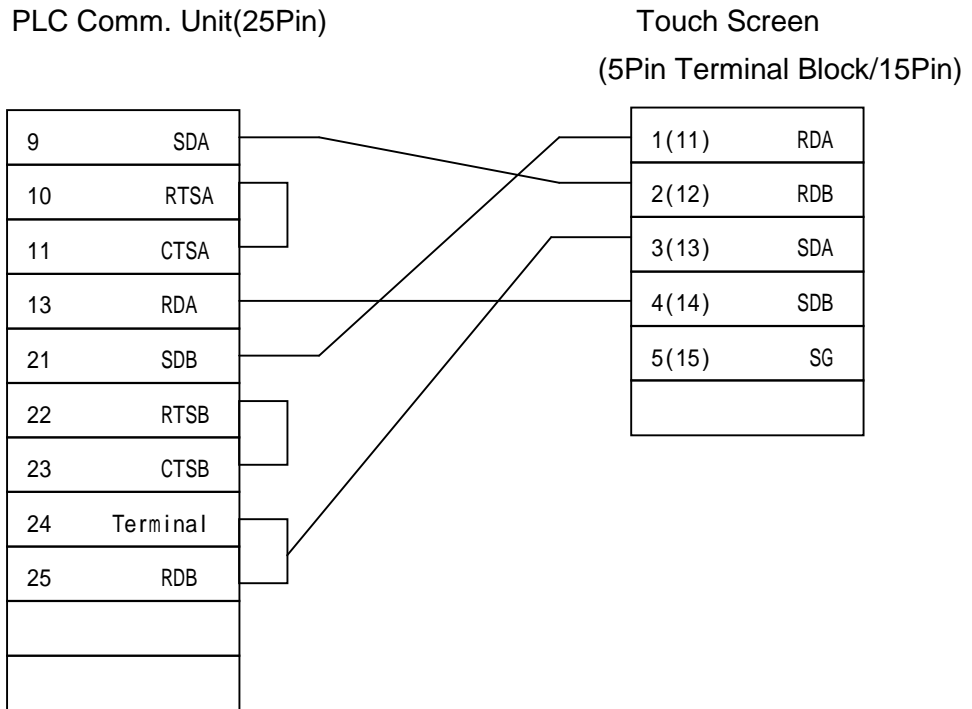 PLC Comm. Unit(25Pin)
Touch Screen
(5Pin Terminal Block/15Pin)
9 SDA
10 RTSA
11 CTSA
13 RDA
21 SDB
22 RTSB
23 CTSB
24 Terminal
25 RDB
1(11) RDA
2(12) RDB
3(13) SDA
4(14) SDB
5(15) SG